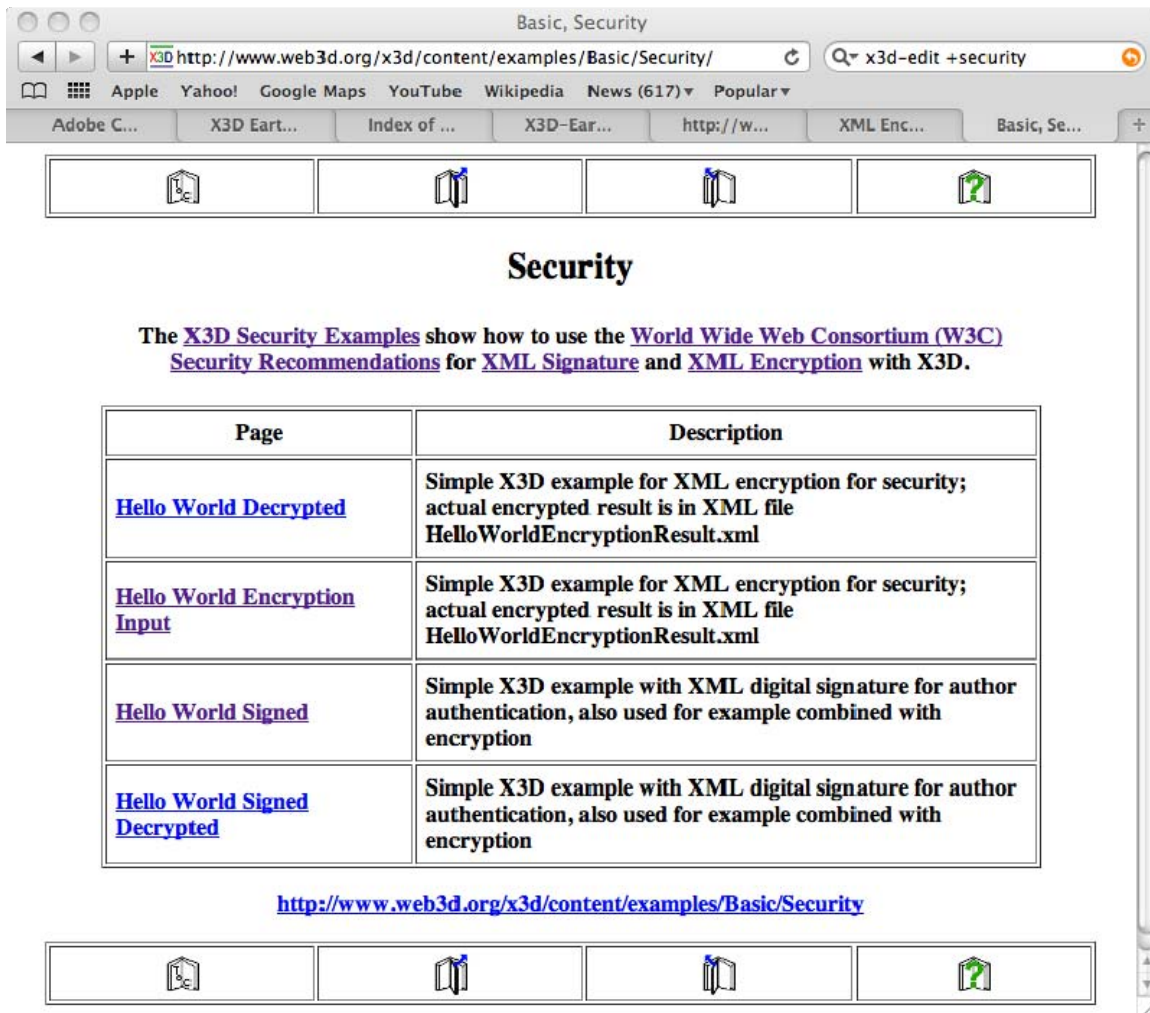 Basic, Security
X3D http://www.web3d.org/x3d/content/examples/Basic/Security/
x3d-edit +security
Apple Yahoo! Google Maps YouTube Wikipedia News (617) Popular
Adobe C... X3D Eart... Index of ... X3D-Ear... http://w... XML Enc... Basic, Se...
Security
The X3D Security Examples show how to use the World Wide Web Consortium (W3C)
Security Recommendations for XML Signature and XML Encryption with X3D.
Page
Description
Hello World Decrypted
Simple X3D example for XML encryption for security;
actual encrypted result is in XML file
HelloWorldEncryptionResult.xml
Hello World Encryption
Input
Simple X3D example for XML encryption for security;
actual encrypted result is in XML file
HelloWorldEncryptionResult.xml
Hello World Signed
Simple X3D example with XML digital signature for author
authentication, also used for example combined with
encryption
Hello World Signed
Decrypted
Simple X3D example with XML digital signature for author
authentication, also used for example combined with
encryption
http://www.web3d.org/x3d/content/examples/Basic/Security